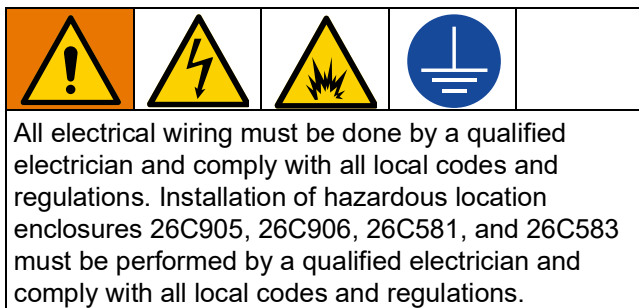 All electrical wiring must be done by a qualified
electrician and comply with all local codes and
regulations. Installation of hazardous location
enclosures 26C905, 26C906, 26C581, and 26C583
must be performed by a qualified electrician and
comply with all local codes and regulations.